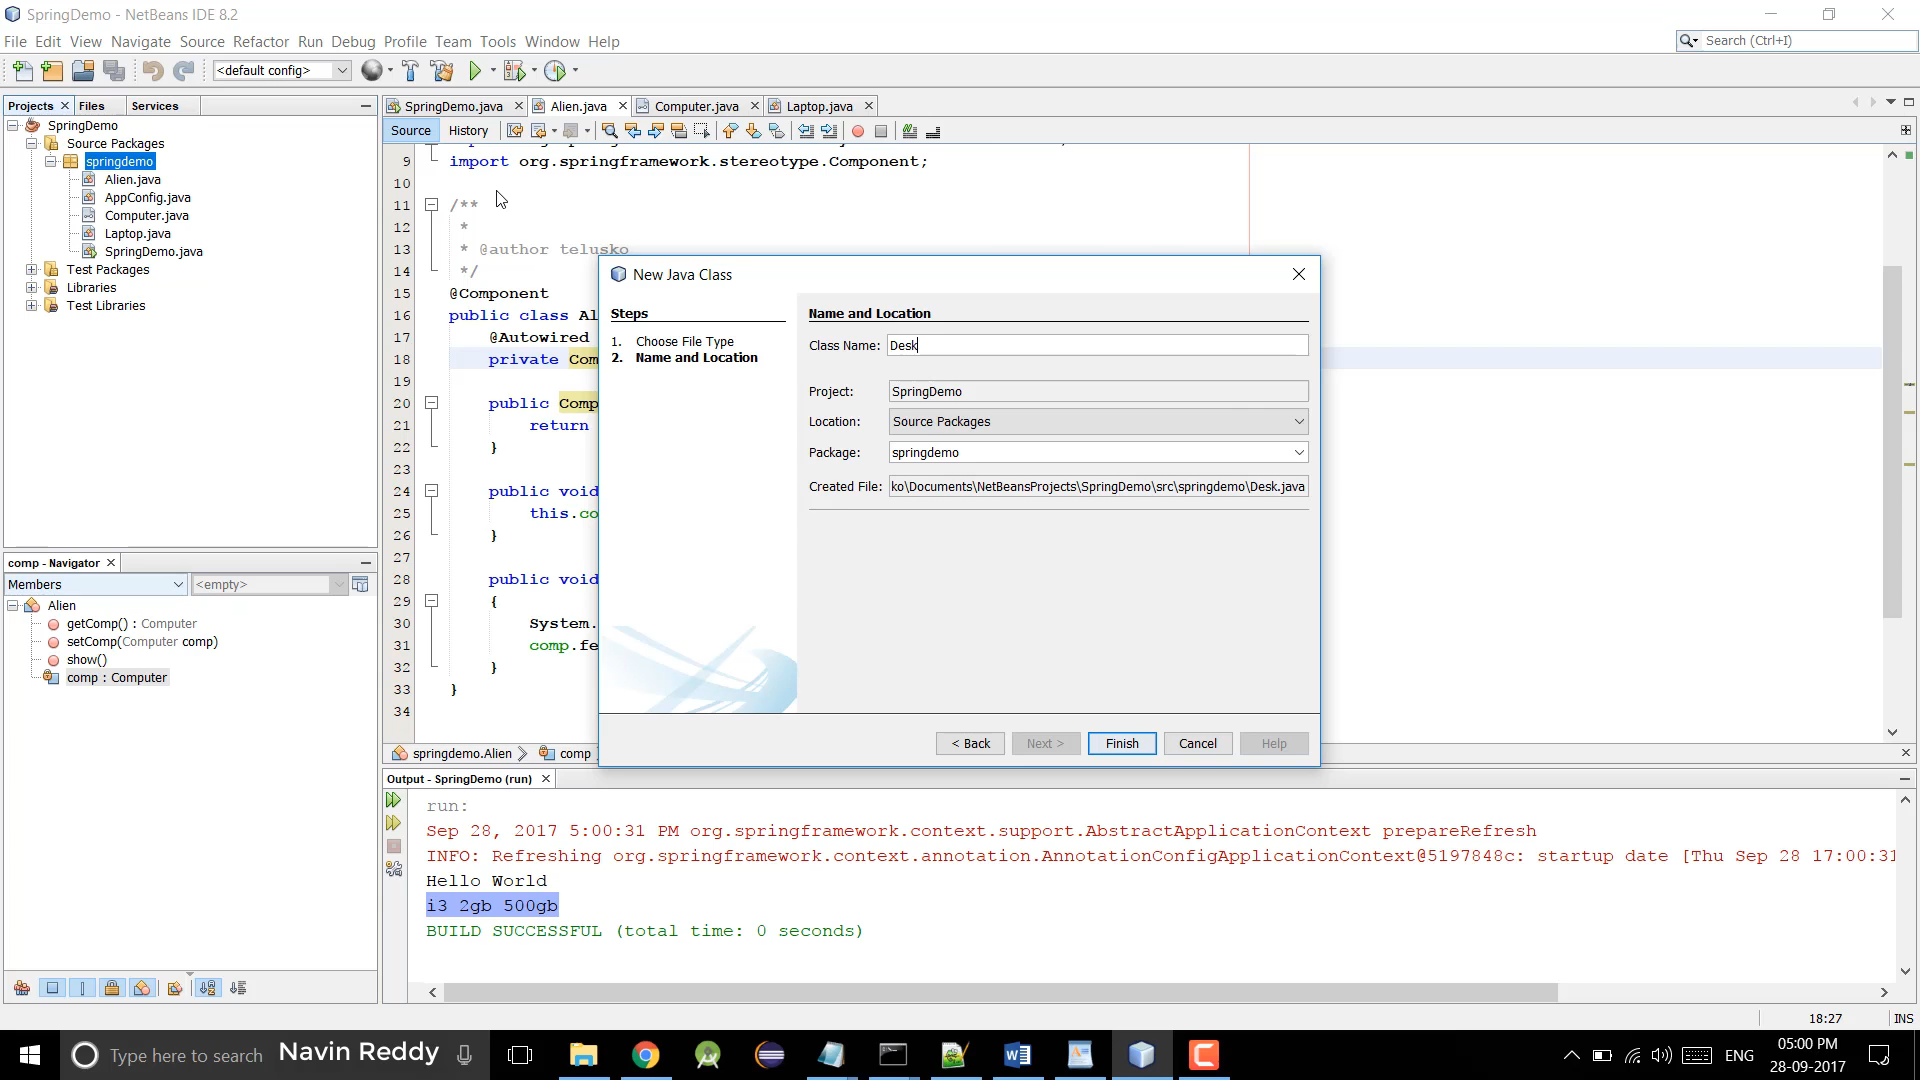 SpringDemo - NetBeans IDE 8.2
File Edit View Navigate Source Refactor Run Debug Profile Team Tools Window Help
Search (Ctrl+I)
<default config>
Projects Files Services
SpringDemo
Source Packages
springdemo
Alien.java
AppConfig.java
Computer.java
Laptop.java
SpringDemo.java
Test Packages
Libraries
Test Libraries
comp - Navigator
Members
<empty>
Alien
getComp() : Computer
setComp(Computer comp)
show()
comp : Computer
SpringDemo.java Alien.java Computer.java Laptop.java
Source History
9 import org.springframework.stereotype.Component;
10
11 /**
12 *
13 * @author telusko
14 */
15 @Component
16 public class Al
17 @Autowired
18 private Com
19
20 public Comp
21 return
22 }
23
24 public void
25 this.co
26 }
27
28 public void
29 {
30 System.
31 comp.fe
32 }
33 }
34
springdemo.Alien comp
New Java Class
Steps
1. Choose File Type
2. Name and Location
Name and Location
Class Name: Desk
Project: SpringDemo
Location: Source Packages
Package: springdemo
Created File: ko\Documents\NetBeansProjects\SpringDemo\src\springdemo\Desk.java
< Back Next > Finish Cancel Help
Output - SpringDemo (run)
run:
Sep 28, 2017 5:00:31 PM org.springframework.context.support.AbstractApplicationContext prepareRefresh
INFO: Refreshing org.springframework.context.annotation.AnnotationConfigApplicationContext@5197848c: startup date [Thu Sep 28 17:00:31
Hello World
i3 2gb 500gb
BUILD SUCCESSFUL (total time: 0 seconds)
18:27 INS
Type here to search Navin Reddy
ENG
05:00 PM
28-09-2017